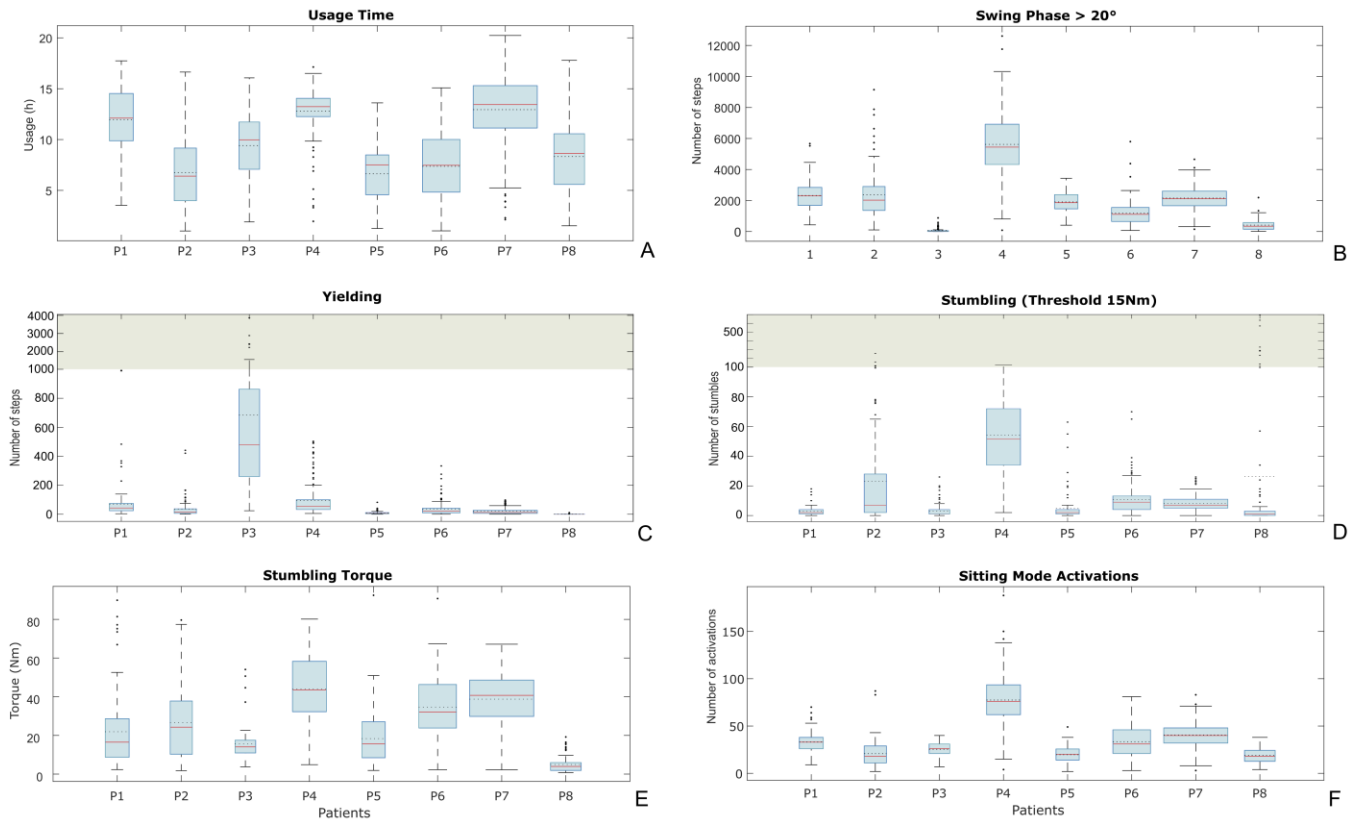 Usage Time
Usage (h)
20
15
10
5
P1 P2 P3 P4 P5 P6 P7 P8
A
Swing Phase > 20°
Number of steps
12000
10000
8000
6000
4000
2000
0
1 2 3 4 5 6 7 8
B
Yielding
Number of steps
4000
3000
2000
1000
800
600
400
200
0
P1 P2 P3 P4 P5 P6 P7 P8
C
Stumbling (Threshold 15Nm)
Number of stumbles
500
100
80
60
40
20
0
P1 P2 P3 P4 P5 P6 P7 P8
D
Stumbling Torque
Torque (Nm)
80
60
40
20
0
P1 P2 P3 P4 P5 P6 P7 P8
Patients
E
Sitting Mode Activations
Number of activations
150
100
50
0
P1 P2 P3 P4 P5 P6 P7 P8
Patients
F